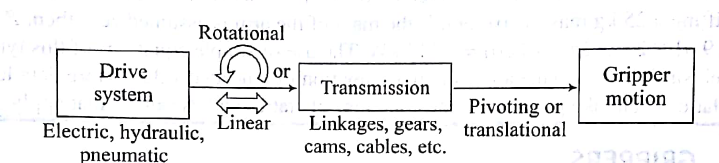 Rotational
or
Drive
system
Transmission
Gripper
motion
Linear
Electric, hydraulic,
pneumatic
Linkages, gears,
cams, cables, etc.
Pivoting or
translational